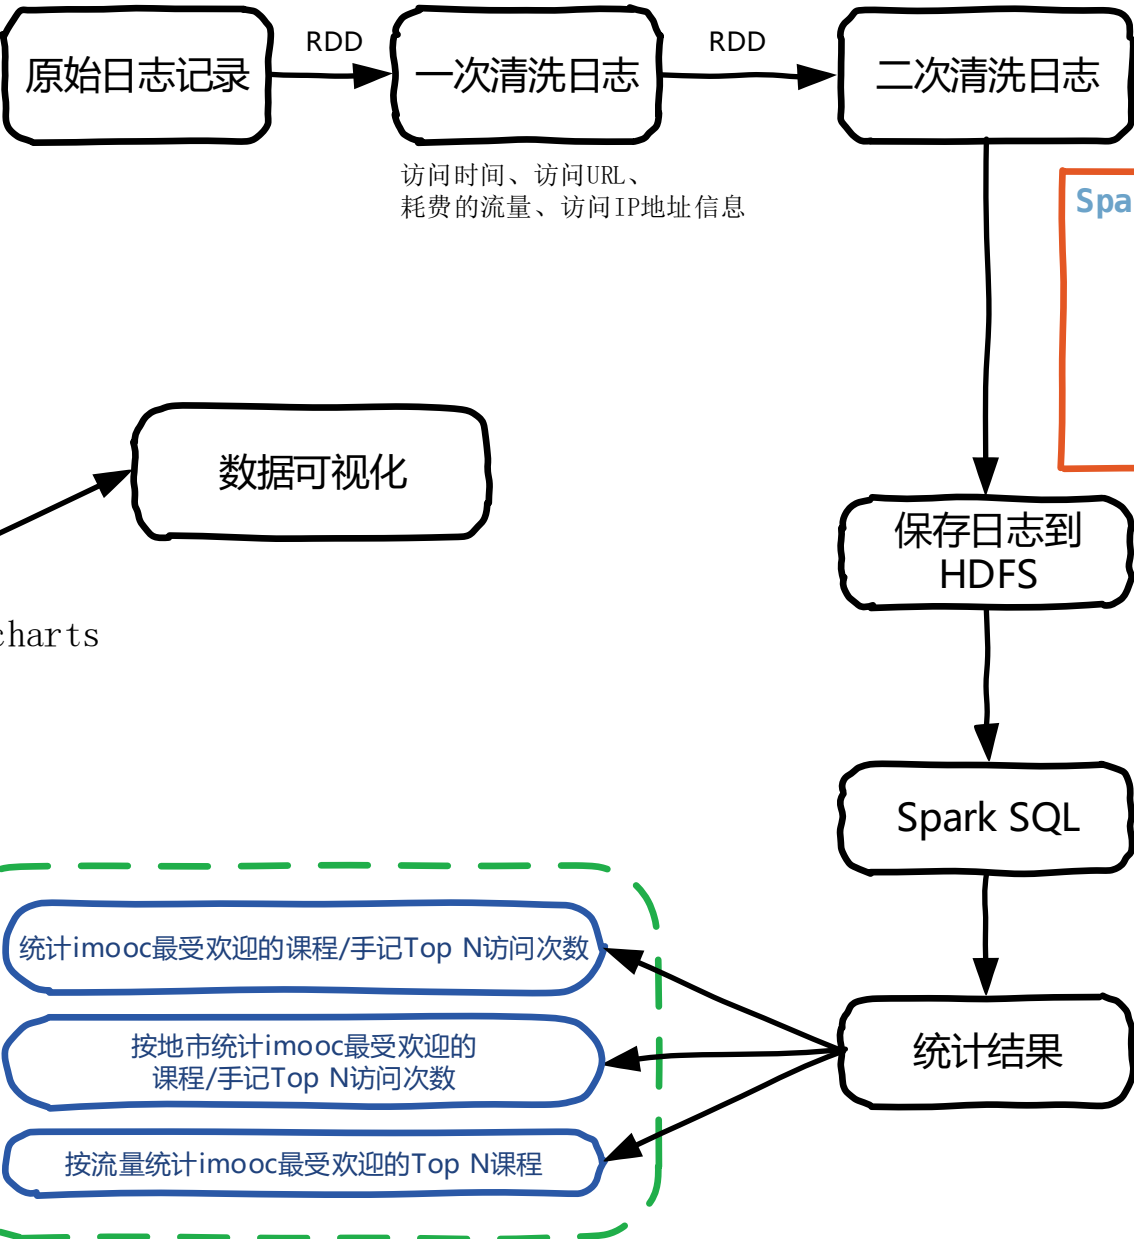 原始日志记录
RDD
一次清洗日志
RDD
二次清洗日志
访问时间、访问URL、
耗费的流量、访问IP地址信息
Spa
数据可视化
保存日志到
HDFS
charts
Spark SQL
统计imooc最受欢迎的课程/手记Top N访问次数
按地市统计imooc最受欢迎的
课程/手记Top N访问次数
统计结果
按流量统计imooc最受欢迎的Top N课程